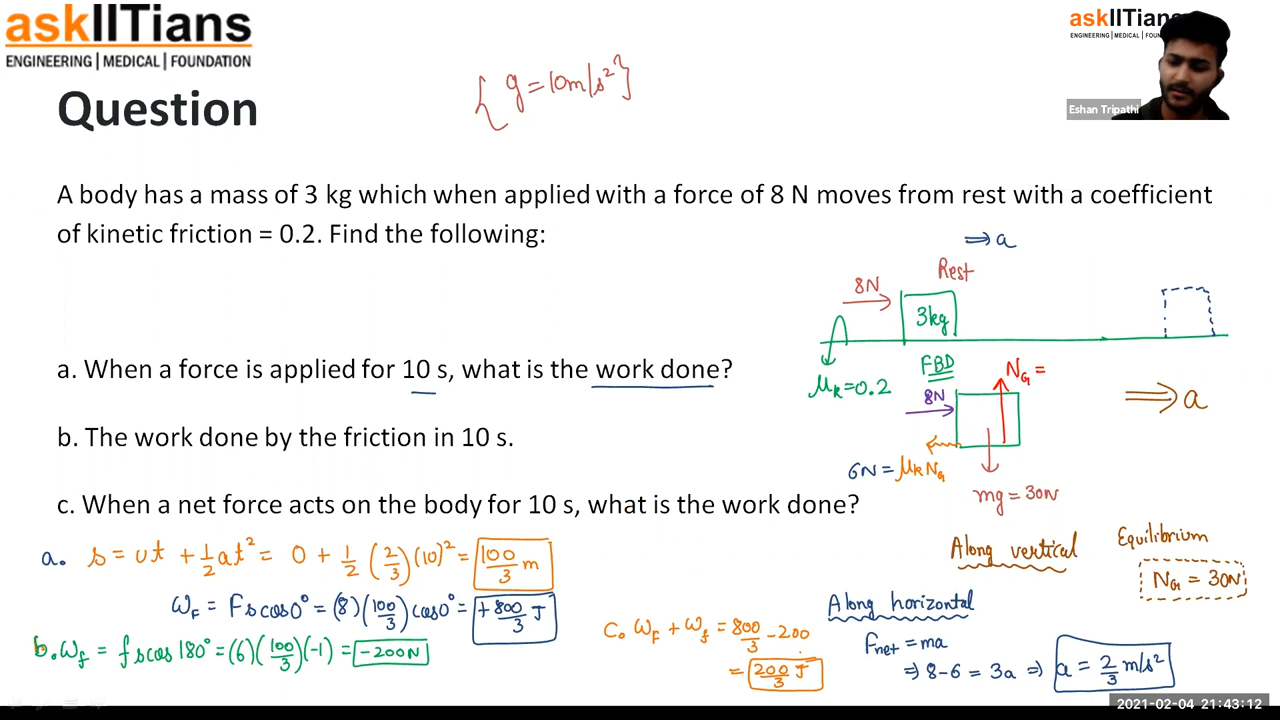 askIITians
ENGINEERING | MEDICAL | FOUNDATION
askIITians
ENGINEERING | MEDICAL | FOUN
Eshan Tripathi
{ g = 10m/s² }
Question
A body has a mass of 3 kg which when applied with a force of 8 N moves from rest with a coefficient
of kinetic friction = 0.2. Find the following:
⇒ a
Rest
8N
3kg
a. When a force is applied for 10 s, what is the work done?
μk=0.2
FBD
NG =
8N
⇒ a
b. The work done by the friction in 10 s.
6N = μkNG
mg = 30N
c. When a net force acts on the body for 10 s, what is the work done?
a. s = ut + 1/2 at² = 0 + 1/2 (2/3)(10)² = 100/3 m
WF = F s cos0° = (8)(100/3) cos0° = +800/3 J
b. Wf = f s cos 180° = (6)(100/3)(-1) = -200N
c. WF + Wf = 800/3 - 200
= 200/3 J
Along vertical
Equilibrium
NG = 30N
Along horizontal
Fnet = ma
⇒ 8-6 = 3a ⇒ a = 2/3 m/s²
2021-02-04 21:43:12